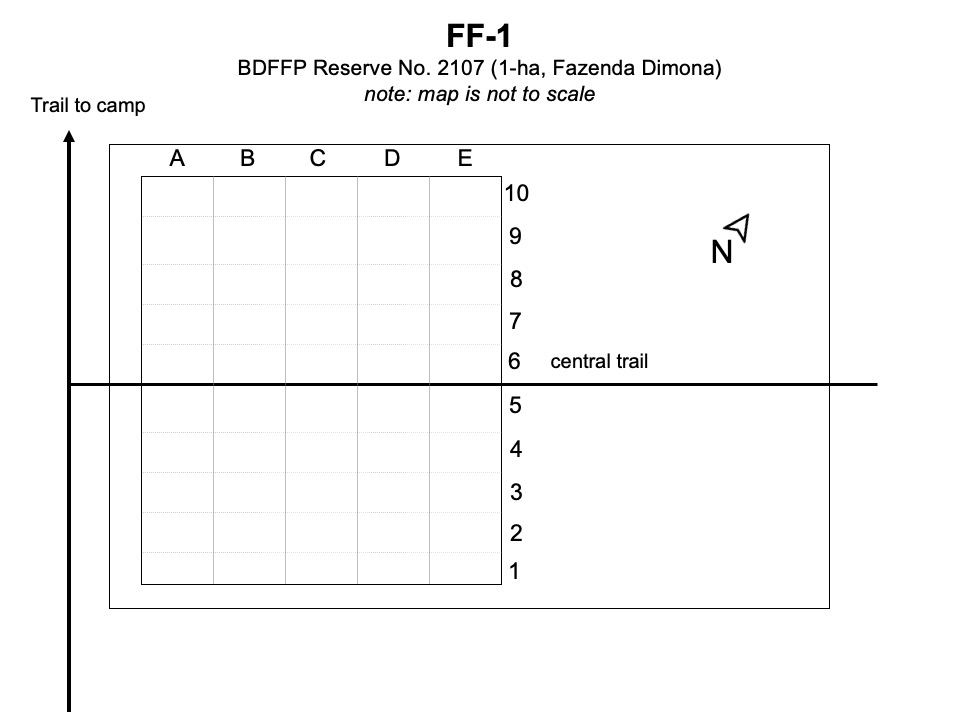 FF-1
BDFFP Reserve No. 2107 (1-ha, Fazenda Dimona)
note: map is not to scale
Trail to camp
A B C D E
10
9
N
8
7
6 central trail
5
4
3
2
1